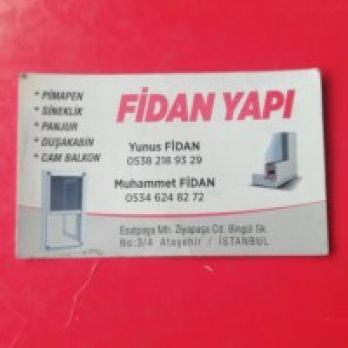 * PİMAPEN
* SİNEKLİK
* PANJUR
* DUŞAKABİN
* CAM BALKON
FİDAN YAPI
Yunus FİDAN
0538 218 93 29
Muhammet FİDAN
0534 624 82 72
Esatpaşa Mh. Ziyapaşa Cd. Bingül Sk.
No:3/4 Ataşehir / İSTANBUL